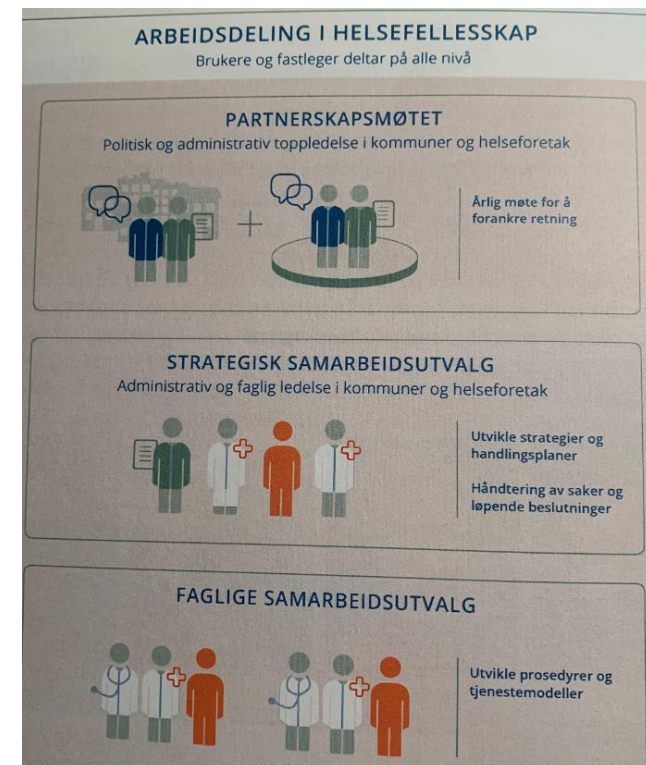 ARBEIDSDELING I HELSEFELLESSKAP
Brukere og fastleger deltar på alle nivå
PARTNERSKAPSMØTET
Politisk og administrativ toppledelse i kommuner og helseforetak
Årlig møte for å
forankre retning
STRATEGISK SAMARBEIDSUTVALG
Administrativ og faglig ledelse i kommuner og helseforetak
Utvikle strategier og
handlingsplaner
Håndtering av saker og
løpende beslutninger
FAGLIGE SAMARBEIDSUTVALG
Utvikle prosedyrer og
tjenestemodeller